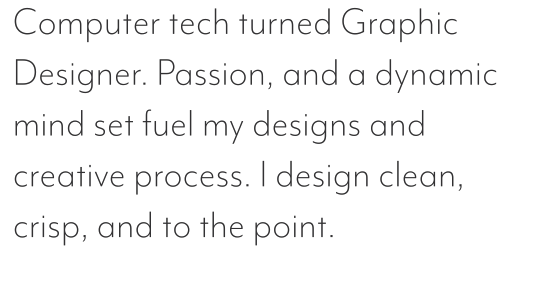 Computer tech turned Graphic
Designer. Passion, and a dynamic
mind set fuel my designs and
creative process. I design clean,
crisp, and to the point.